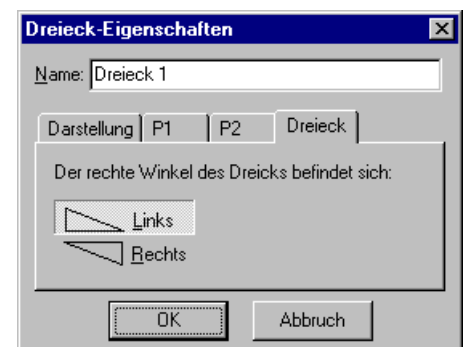 Dreieck-Eigenschaften
Name: Dreieck 1
Darstellung P1 P2 Dreieck
Der rechte Winkel des Dreicks befindet sich:
Links
Rechts
OK Abbruch